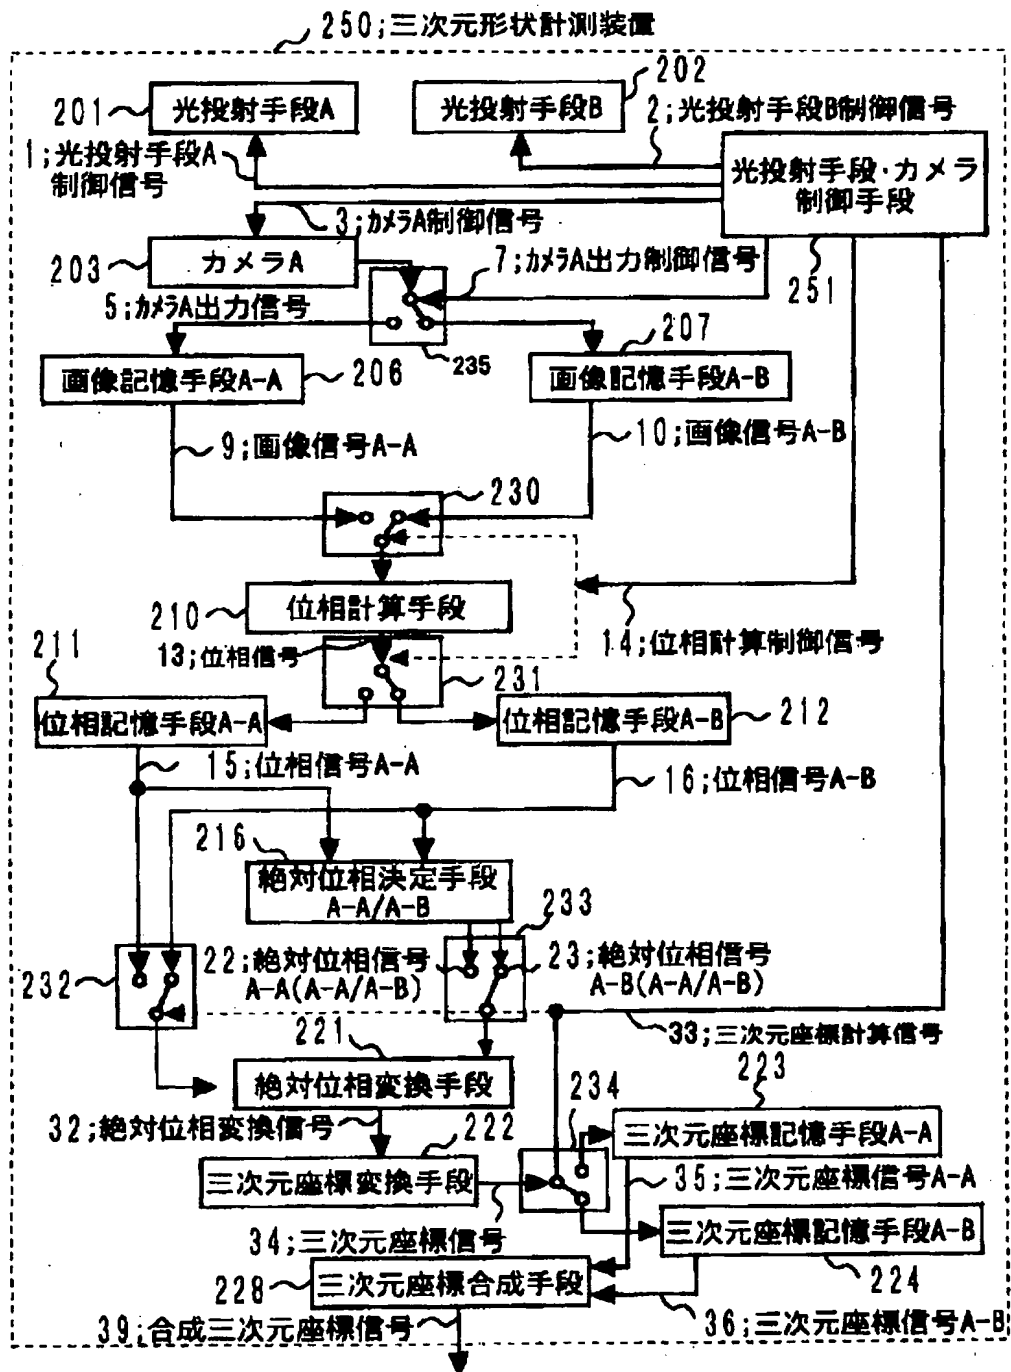 250;三次元形状計測装置
201
光投射手段A
光投射手段B
202
2;光投射手段B制御信号
1;光投射手段A
制御信号
光投射手段・カメラ
制御手段
251
3;カメラA制御信号
203
カメラA
7;カメラA出力制御信号
5;カメラA出力信号
235
207
画像記憶手段A-A
206
画像記憶手段A-B
9;画像信号A-A
10;画像信号A-B
230
210
位相計算手段
14;位相計算制御信号
13;位相信号
211
231
位相記憶手段A-A
位相記憶手段A-B
212
15;位相信号A-A
16;位相信号A-B
216
絶対位相決定手段
A-A/A-B
233
232
22;絶対位相信号
A-A(A-A/A-B)
23;絶対位相信号
A-B(A-A/A-B)
33;三次元座標計算信号
221
絶対位相変換手段
234
223
32;絶対位相変換信号
222
三次元座標記憶手段A-A
三次元座標変換手段
35;三次元座標信号A-A
34;三次元座標信号
三次元座標記憶手段A-B
224
228
三次元座標合成手段
36;三次元座標信号A-B
39;合成三次元座標信号